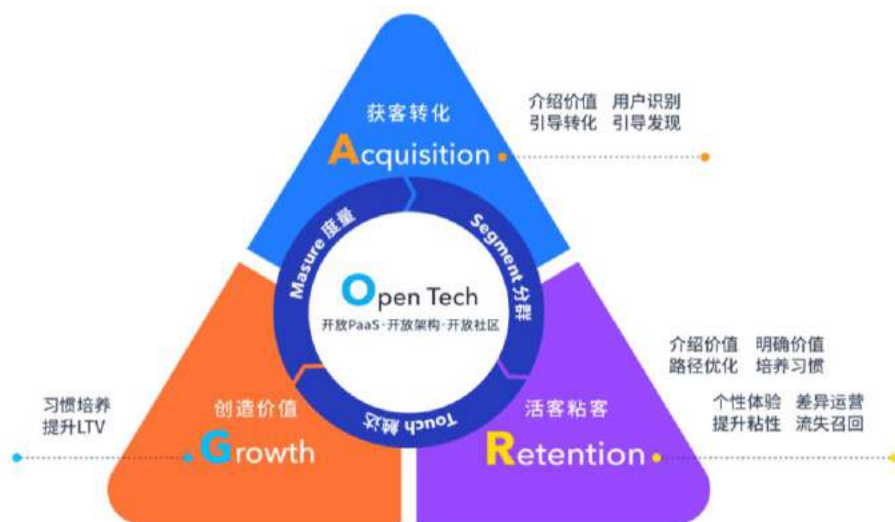 获客转化
Acquisition
介绍价值 用户识别
引导转化 引导发现
Masure 度量
Segment 分群
Open Tech
开放PaaS·开放架构·开放社区
Touch 触达
创造价值
Growth
习惯培养
提升LTV
活客粘客
Retention
介绍价值 明确价值
路径优化 培养习惯
个性体验 差异运营
提升粘性 流失召回